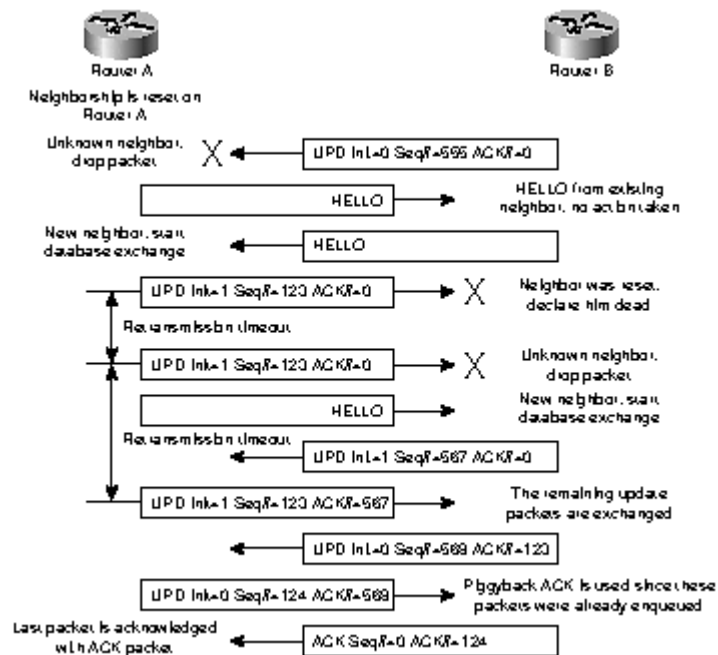 Router A
Router B
Neighborship is reset on
Router A
Unknown neighbor,
drop packet
X
UPD Init=0 Seq#=555 ACK#=0
HELLO
HELLO from existing
neighbor, no action taken
New neighbor, start
database exchange
HELLO
UPD Init=1 Seq#=123 ACK#=0
X
Neighbor was reset,
declare him dead
Retransmission timeout
UPD Init=1 Seq#=123 ACK#=0
X
Unknown neighbor,
drop packet
HELLO
New neighbor, start
database exchange
Retransmission timeout
UPD Init=1 Seq#=567 ACK#=0
UPD Init=1 Seq#=123 ACK#=567
The remaining update
packets are exchanged
UPD Init=0 Seq#=568 ACK#=123
UPD Init=0 Seq#=124 ACK#=568
Piggyback ACK is used since these
packets were already enqueued
Last packet is acknowledged
with ACK packet
ACK Seq#=0 ACK#=124